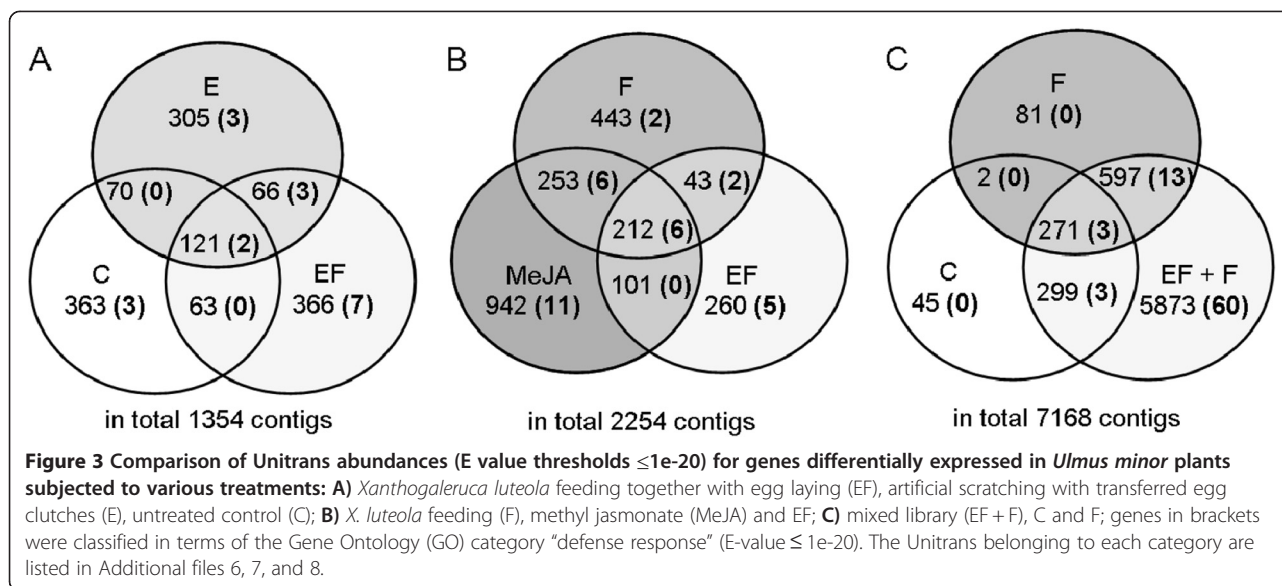 A
B
C
E
305 (3)
70 (0)
66 (3)
121 (2)
C
363 (3)
63 (0)
EF
366 (7)
in total 1354 contigs
F
443 (2)
253 (6)
43 (2)
212 (6)
MeJA
942 (11)
101 (0)
EF
260 (5)
in total 2254 contigs
F
81 (0)
2 (0)
597 (13)
271 (3)
C
45 (0)
299 (3)
EF + F
5873 (60)
in total 7168 contigs
Figure 3 Comparison of Unitrans abundances (E value thresholds ≤1e-20) for genes differentially expressed in Ulmus minor plants
subjected to various treatments: A) Xanthogaleruca luteola feeding together with egg laying (EF), artificial scratching with transferred egg
clutches (E), untreated control (C); B) X. luteola feeding (F), methyl jasmonate (MeJA) and EF; C) mixed library (EF + F), C and F; genes in brackets
were classified in terms of the Gene Ontology (GO) category “defense response” (E-value ≤ 1e-20). The Unitrans belonging to each category are
listed in Additional files 6, 7, and 8.